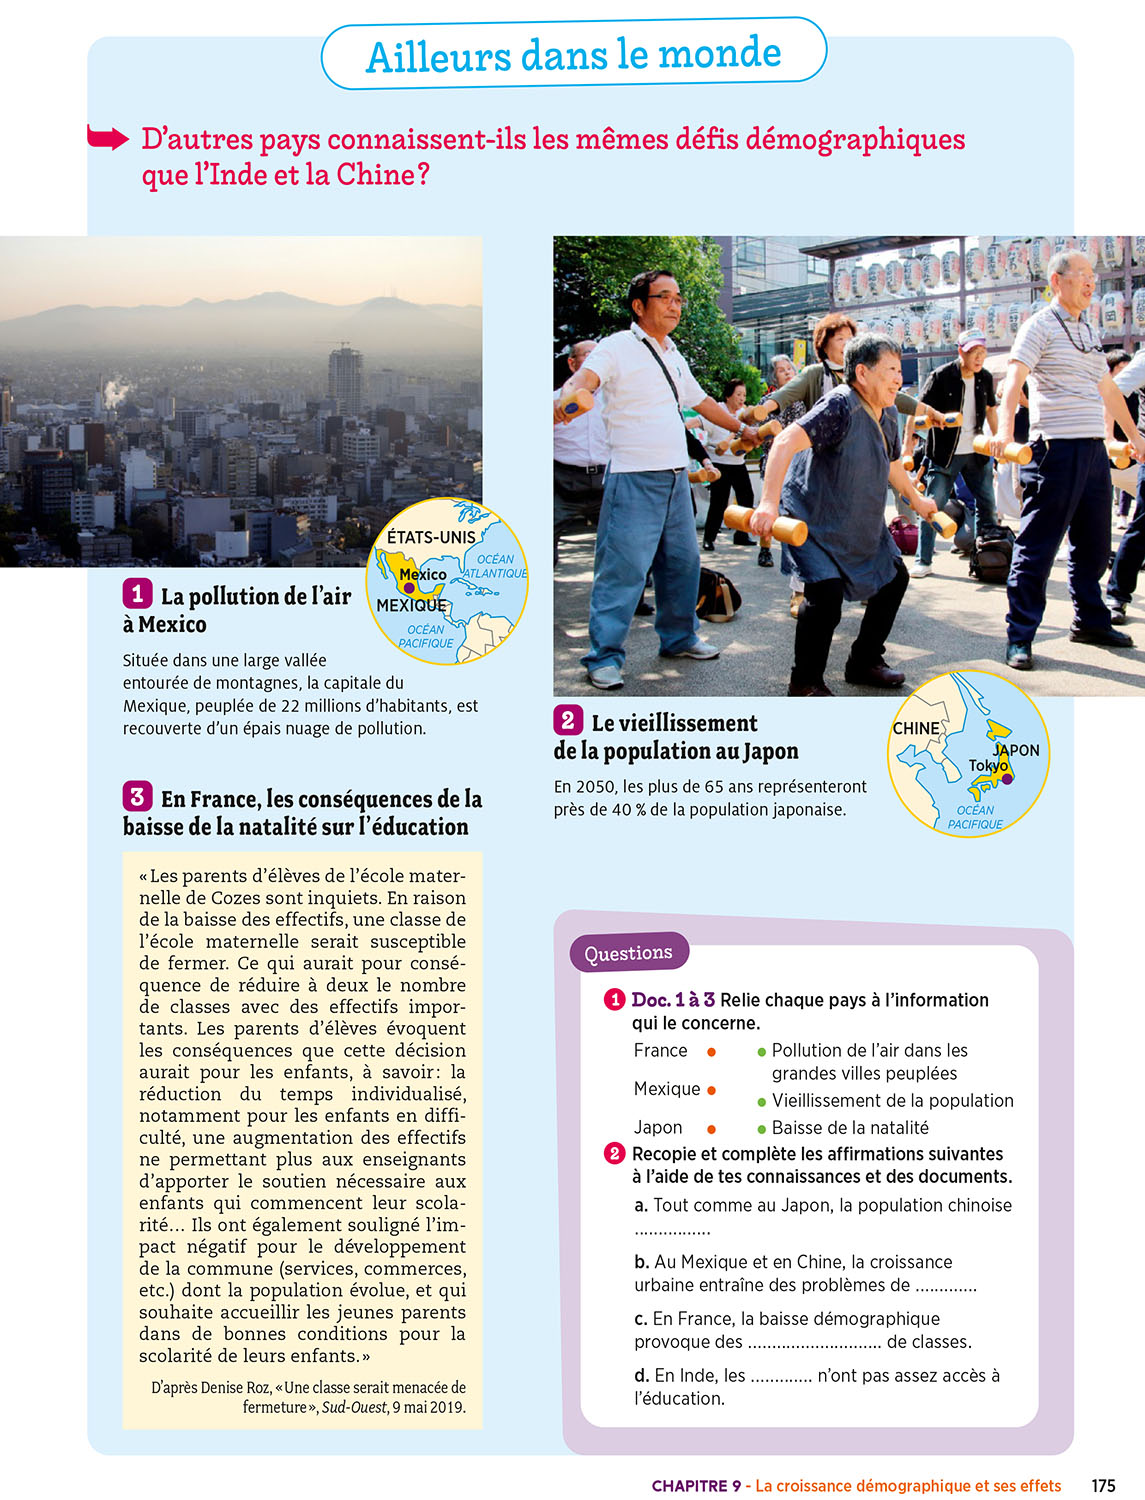 Ailleurs dans le monde
D'autres pays connaissent-ils les mêmes défis démographiques
que l'Inde et la Chine ?
ÉTATS-UNIS
OCÉAN
ATLANTIQUE
Mexico
MEXIQUE
OCÉAN
PACIFIQUE
1 La pollution de l'air
à Mexico
Située dans une large vallée
entourée de montagnes, la capitale du
Mexique, peuplée de 22 millions d'habitants, est
recouverte d'un épais nuage de pollution.
CHINE
JAPON
Tokyo
OCÉAN
PACIFIQUE
2 Le vieillissement
de la population au Japon
En 2050, les plus de 65 ans représenteront
près de 40 % de la population japonaise.
3 En France, les conséquences de la
baisse de la natalité sur l'éducation
« Les parents d'élèves de l'école mater-
nelle de Cozes sont inquiets. En raison
de la baisse des effectifs, une classe de
l'école maternelle serait susceptible
de fermer. Ce qui aurait pour consé-
quence de réduire à deux le nombre
de classes avec des effectifs impor-
tants. Les parents d'élèves évoquent
les conséquences que cette décision
aurait pour les enfants, à savoir : la
réduction du temps individualisé,
notamment pour les enfants en diffi-
culté, une augmentation des effectifs
ne permettant plus aux enseignants
d'apporter le soutien nécessaire aux
enfants qui commencent leur scola-
rité... Ils ont également souligné l'im-
pact négatif pour le développement
de la commune (services, commerces,
etc.) dont la population évolue, et qui
souhaite accueillir les jeunes parents
dans de bonnes conditions pour la
scolarité de leurs enfants. »
D'après Denise Roz, « Une classe serait menacée de
fermeture », Sud-Ouest, 9 mai 2019.
Questions
1 Doc. 1 à 3 Relie chaque pays à l'information
qui le concerne.
France • • Pollution de l'air dans les
grandes villes peuplées
Mexique •
• Vieillissement de la population
Japon • • Baisse de la natalité
2 Recopie et complète les affirmations suivantes
à l'aide de tes connaissances et des documents.
a. Tout comme au Japon, la population chinoise
................
b. Au Mexique et en Chine, la croissance
urbaine entraîne des problèmes de .............
c. En France, la baisse démographique
provoque des ............................ de classes.
d. En Inde, les ............. n'ont pas assez accès à
l'éducation.
CHAPITRE 9 - La croissance démographique et ses effets 175